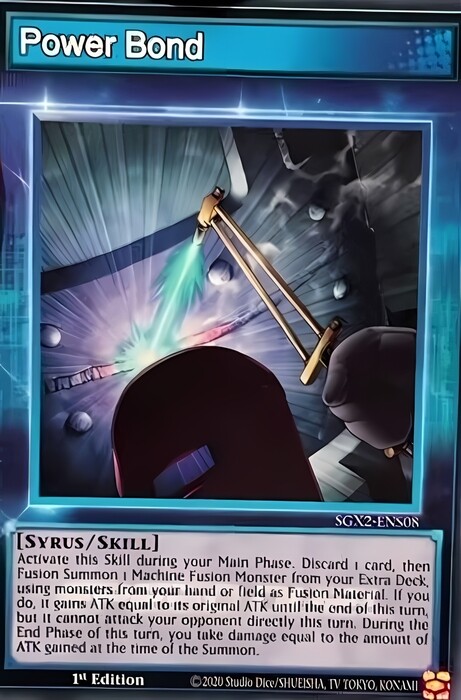 Power Bond
SGX2-ENS08
[SYRUS/SKILL]
Activate this Skill during your Main Phase. Discard 1 card, then
Fusion Summon 1 Machine Fusion Monster from your Extra Deck,
using monsters from your hand or field as Fusion Material. If you
do, it gains ATK equal to its original ATK until the end of this turn,
but it cannot attack your opponent directly this turn. During the
End Phase of this turn, you take damage equal to the amount of
ATK gained at the time of the Summon.
1st Edition
©2020 Studio Dice/SHUEISHA, TV TOKYO, KONAMI